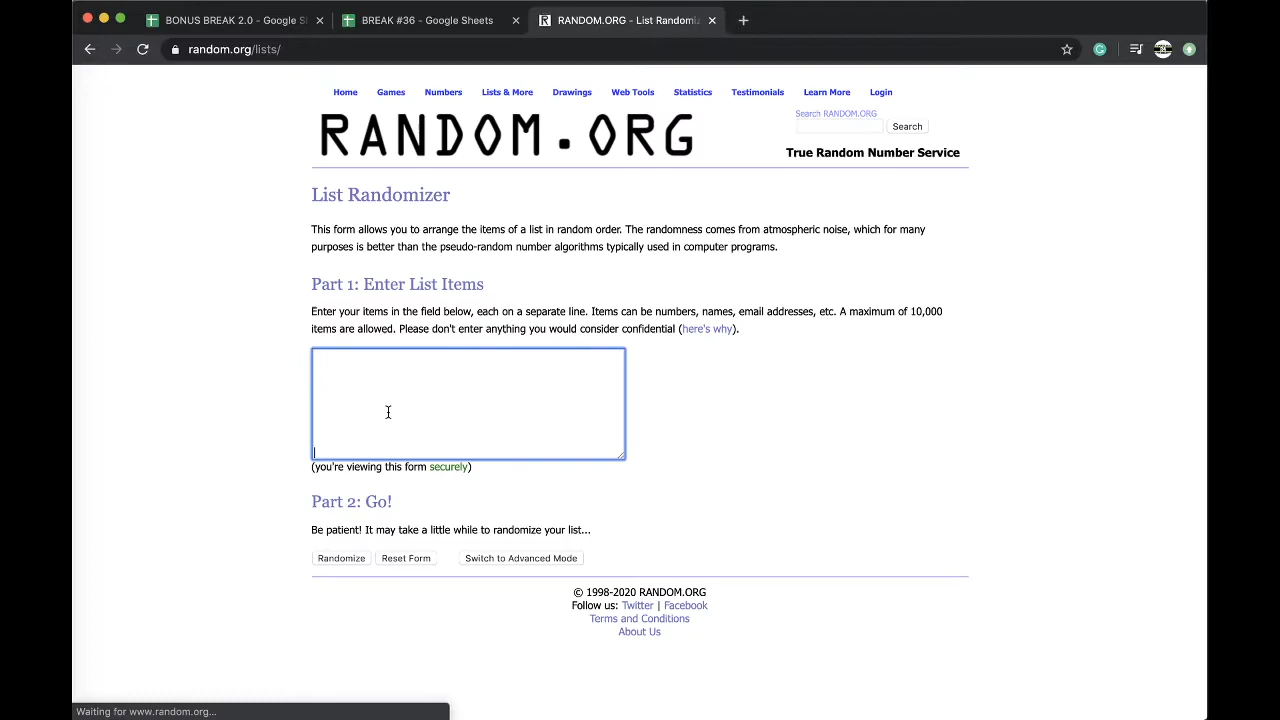 BONUS BREAK 2.0 - Google S
BREAK #36 - Google Sheets
RANDOM.ORG - List Randomiz
random.org/lists/
Home Games Numbers Lists & More Drawings Web Tools Statistics Testimonials Learn More Login
Search RANDOM.ORG
RANDOM.ORG
Search
True Random Number Service
List Randomizer
This form allows you to arrange the items of a list in random order. The randomness comes from atmospheric noise, which for many
purposes is better than the pseudo-random number algorithms typically used in computer programs.
Part 1: Enter List Items
Enter your items in the field below, each on a separate line. Items can be numbers, names, email addresses, etc. A maximum of 10,000
items are allowed. Please don't enter anything you would consider confidential (here's why).
(you're viewing this form securely)
Part 2: Go!
Be patient! It may take a little while to randomize your list...
Randomize Reset Form Switch to Advanced Mode
© 1998-2020 RANDOM.ORG
Follow us: Twitter | Facebook
Terms and Conditions
About Us
Waiting for www.random.org...